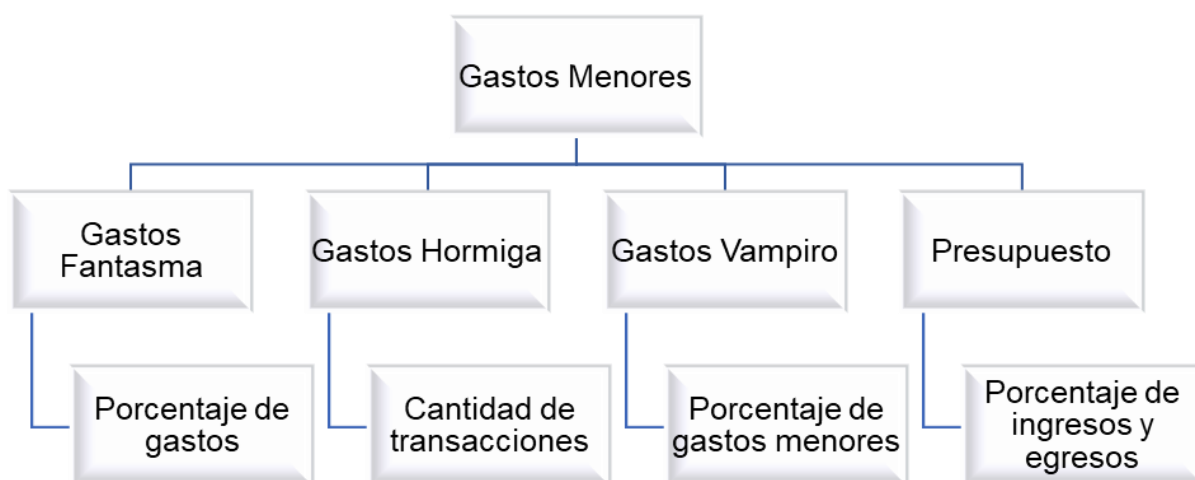 Gastos Menores
Gastos
Fantasma
Gastos Hormiga
Gastos Vampiro
Presupuesto
Porcentaje de
gastos
Cantidad de
transacciones
Porcentaje de
gastos menores
Porcentaje de
ingresos y
egresos